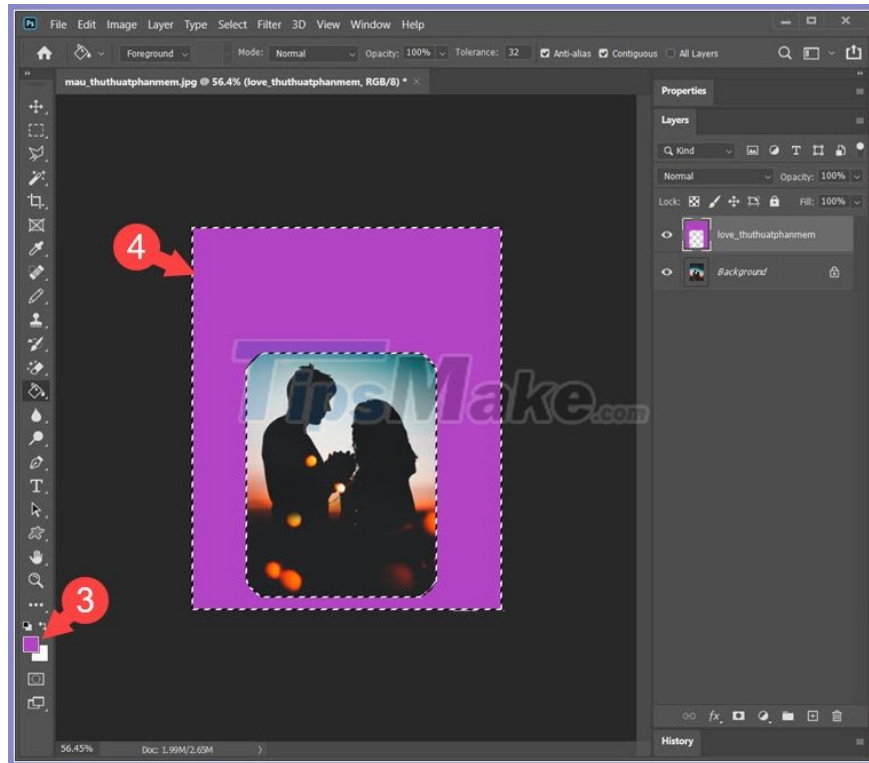 Ps File Edit Image Layer Type Select Filter 3D View Window Help
Foreground Mode: Normal Opacity: 100% Tolerance: 32 Anti-alias Contiguous All Layers
mau_thuthuatphanmem.jpg @ 56.4% (love_thuthuatphanmem, RGB/8) * ×
Properties
Layers
Kind
Normal Opacity: 100%
Lock: Fill: 100%
love_thuthuatphanmem
Background
4
TipsMake.com
3
fx
56.45% Doc: 1.99M/2.65M
History